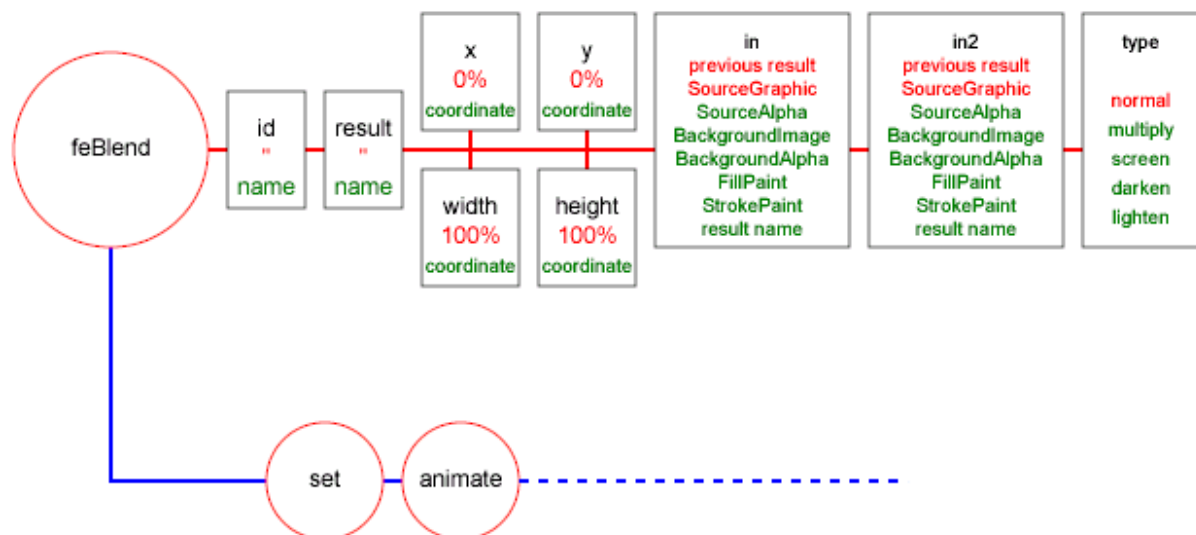 feBlend
id
"
name
result
"
name
x
0%
coordinate
y
0%
coordinate
width
100%
coordinate
height
100%
coordinate
in
previous result
SourceGraphic
SourceAlpha
BackgroundImage
BackgroundAlpha
FillPaint
StrokePaint
result name
in2
previous result
SourceGraphic
SourceAlpha
BackgroundImage
BackgroundAlpha
FillPaint
StrokePaint
result name
type
normal
multiply
screen
darken
lighten
set
animate